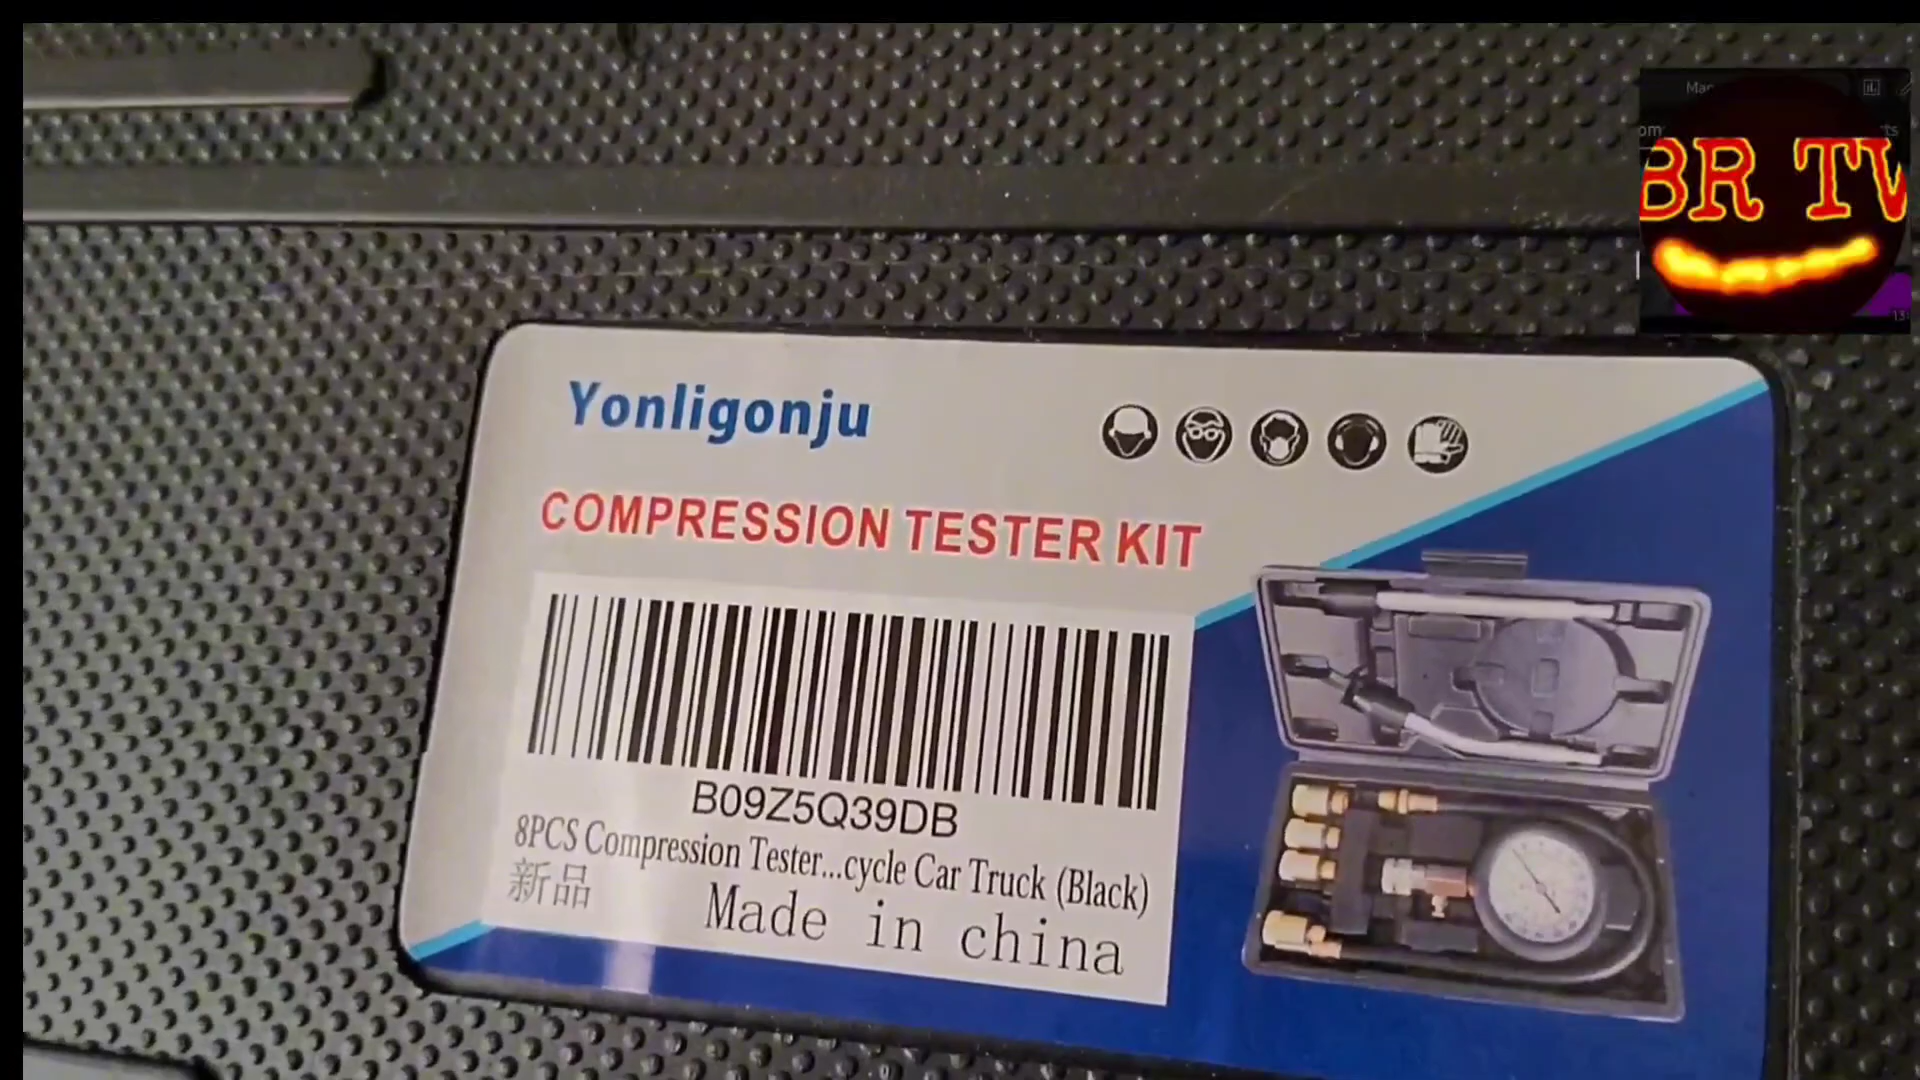 Yonligonju
COMPRESSION TESTER KIT
B09Z5Q39DB
8PCS Compression Tester...cycle Car Truck (Black)
新品
Made in china
BR TV